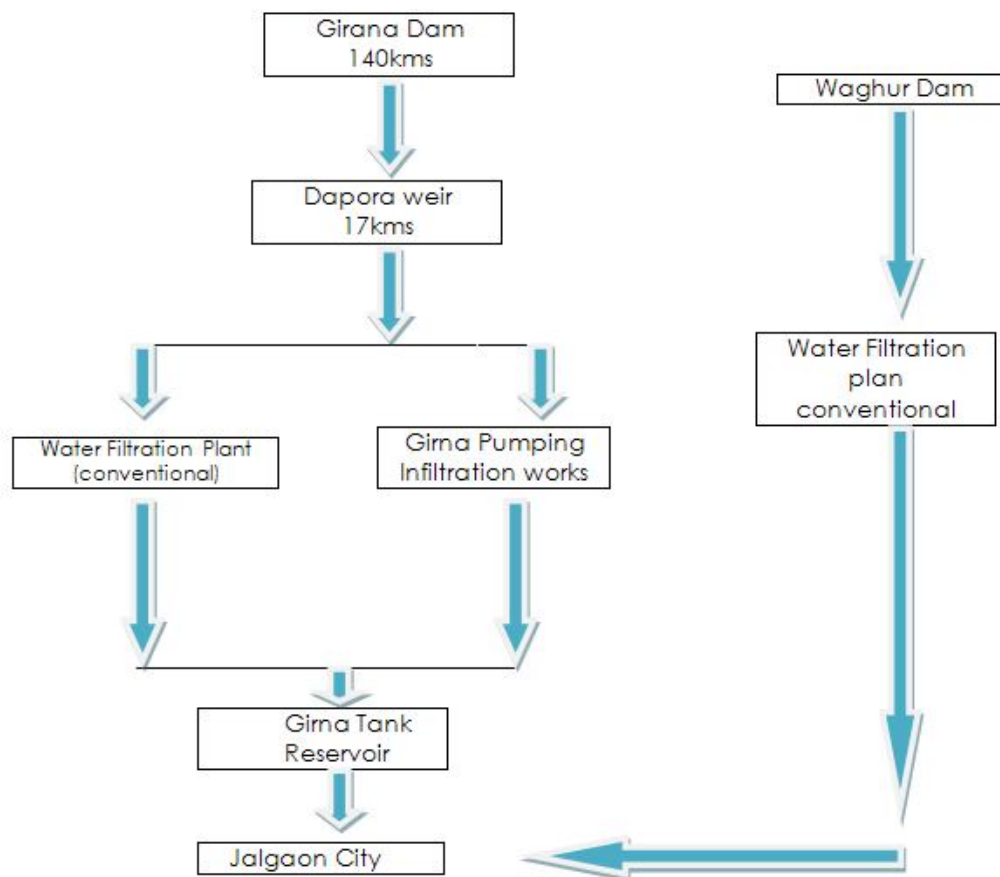 Girana Dam
140kms
Waghur Dam
Dapora weir
17kms
Water Filtration
plan
conventional
Water Filtration Plant
(conventional)
Girna Pumping
Infiltration works
Girna Tank
Reservoir
Jalgaon City